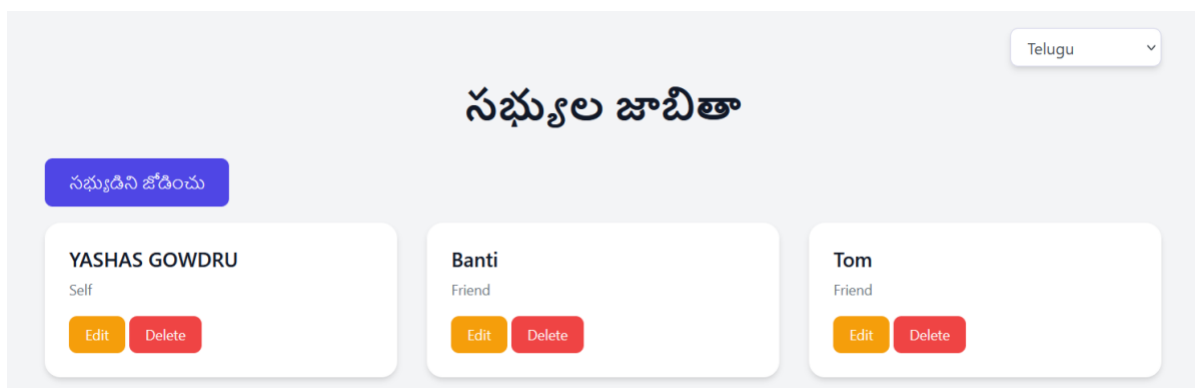 Telugu
సభ్యుల జాబితా
సభ్యుడిని జోడించు
YASHAS GOWDRU
Self
Edit Delete
Banti
Friend
Edit Delete
Tom
Friend
Edit Delete